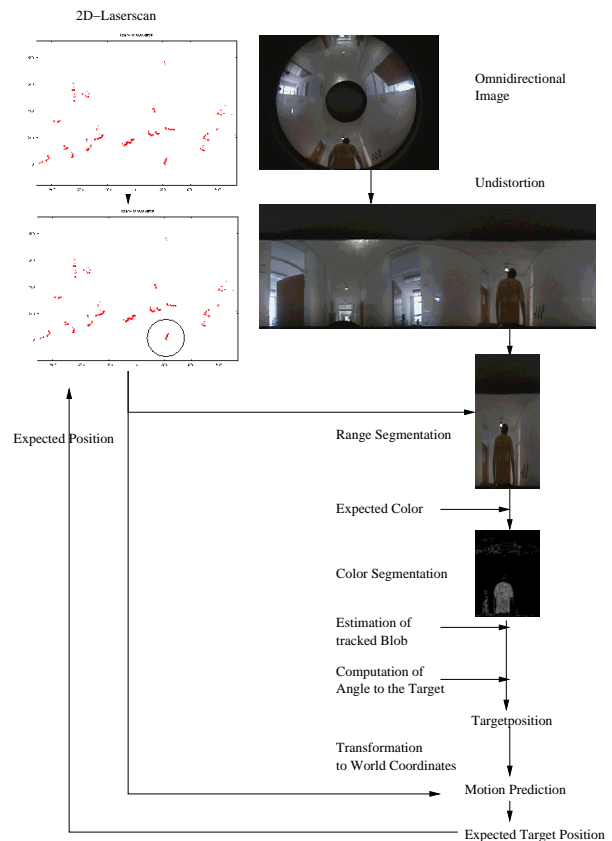 2D−Laserscan
Omnidirectional
Image
Undistortion
Expected Position
Range Segmentation
Expected Color
Color Segmentation
Estimation of
tracked Blob
Computation of
Angle to the Target
Targetposition
Transformation
to World Coordinates
Motion Prediction
Expected Target Position